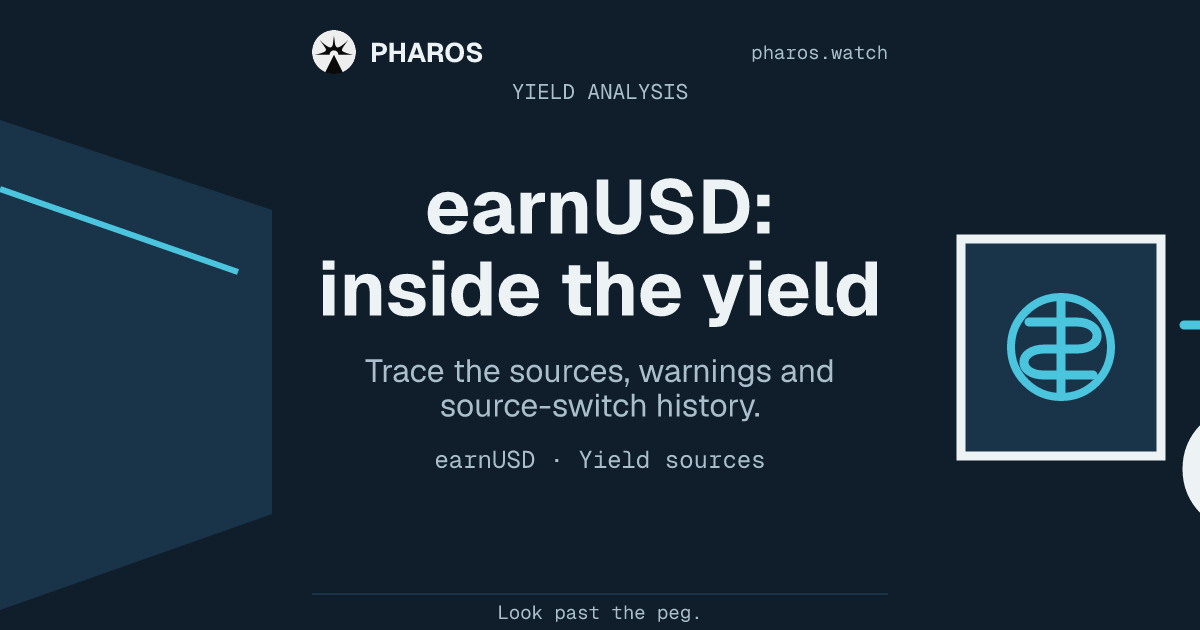 PHAROS
pharos.watch
YIELD ANALYSIS
earnUSD:
inside the yield
Trace the sources, warnings and
source-switch history.
earnUSD · Yield sources
Look past the peg.